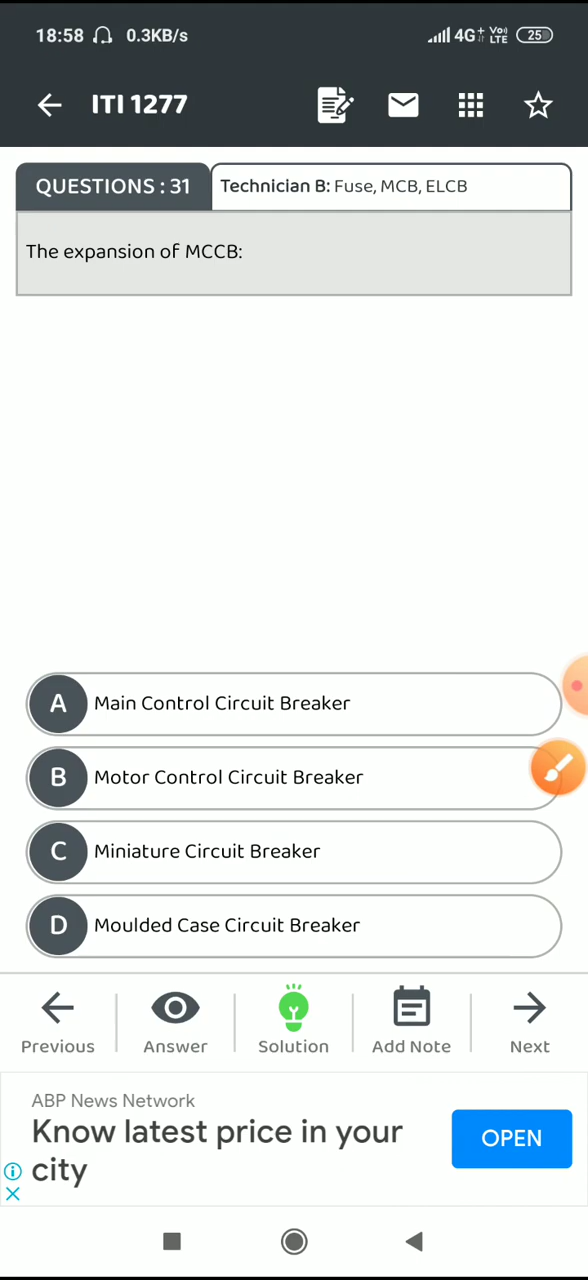 18:58 0.3KB/s 4G+ Vo) LTE 25
ITI 1277
QUESTIONS : 31 Technician B: Fuse, MCB, ELCB
The expansion of MCCB:
A Main Control Circuit Breaker
B Motor Control Circuit Breaker
C Miniature Circuit Breaker
D Moulded Case Circuit Breaker
Previous Answer Solution Add Note Next
ABP News Network
Know latest price in your
city
OPEN